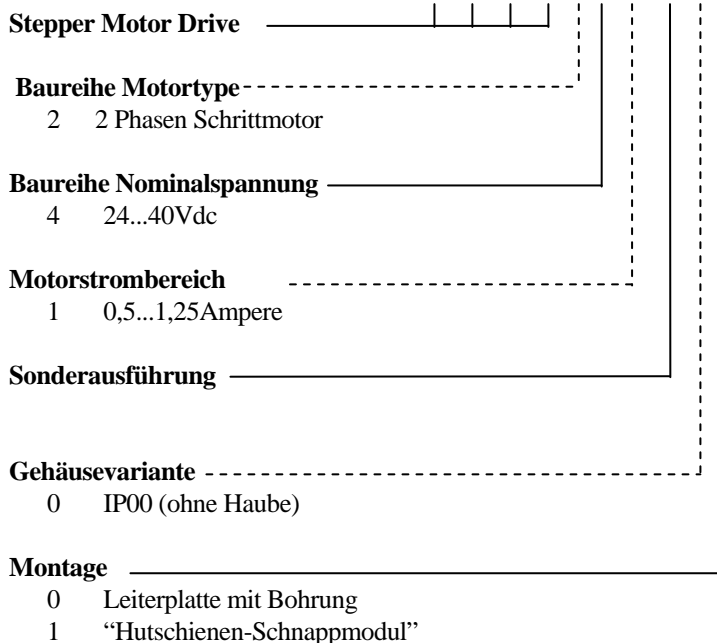 Stepper Motor Drive
Baureihe Motortype
2 2 Phasen Schrittmotor
Baureihe Nominalspannung
4 24...40Vdc
Motorstrombereich
1 0,5...1,25Ampere
Sonderausführung
Gehäusevariante
0 IP00 (ohne Haube)
Montage
0 Leiterplatte mit Bohrung
1 “Hutschienen-Schnappmodul”